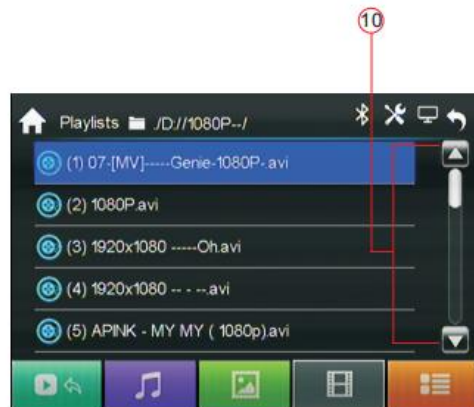 10
Playlists ./D://1080P--/
(1) 07-[MV]-----Genie-1080P-.avi
(2) 1080P.avi
(3) 1920x1080 -----Oh.avi
(4) 1920x1080 -- - --.avi
(5) APINK - MY MY ( 1080p).avi